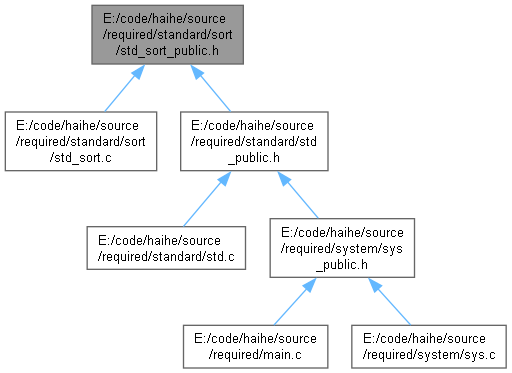 E:/code/haihe/source
/required/standard/sort
/std_sort_public.h
E:/code/haihe/source
/required/standard/sort
/std_sort.c
E:/code/haihe/source
/required/standard/std
_public.h
E:/code/haihe/source
/required/standard/std.c
E:/code/haihe/source
/required/system/sys
_public.h
E:/code/haihe/source
/required/main.c
E:/code/haihe/source
/required/system/sys.c